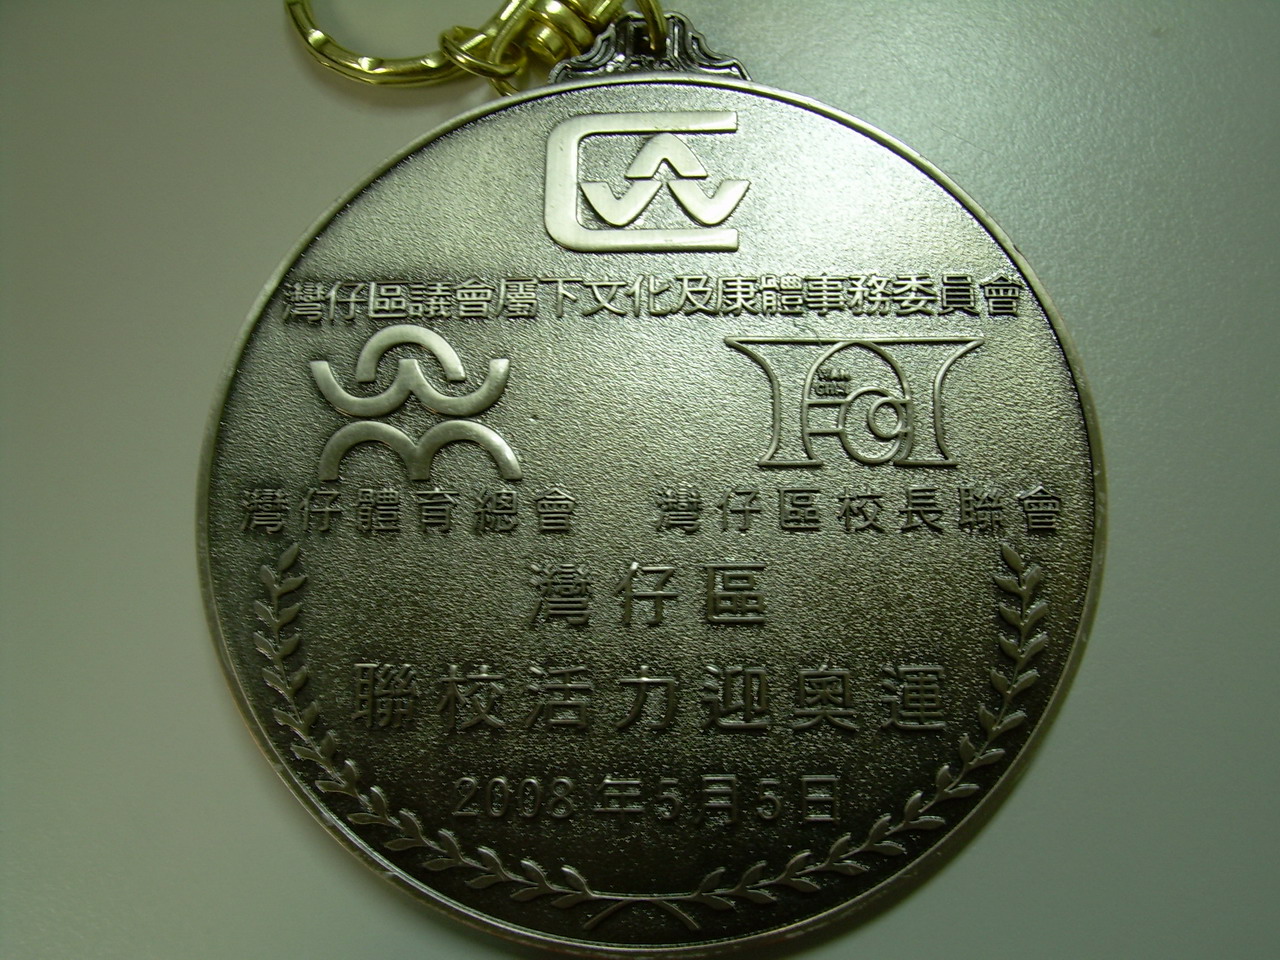 灣仔區議會屬下文化及康體事務委員會
灣仔體育總會 灣仔區校長聯會
灣仔區
聯校活力迎奧運
2008年5月5日